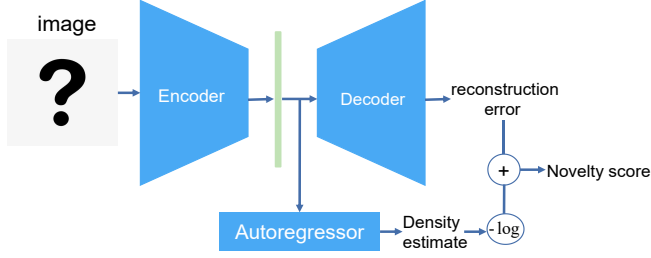 image
?
Encoder
Decoder
reconstruction
error
+
Novelty score
Autoregressor
Density
estimate
- log